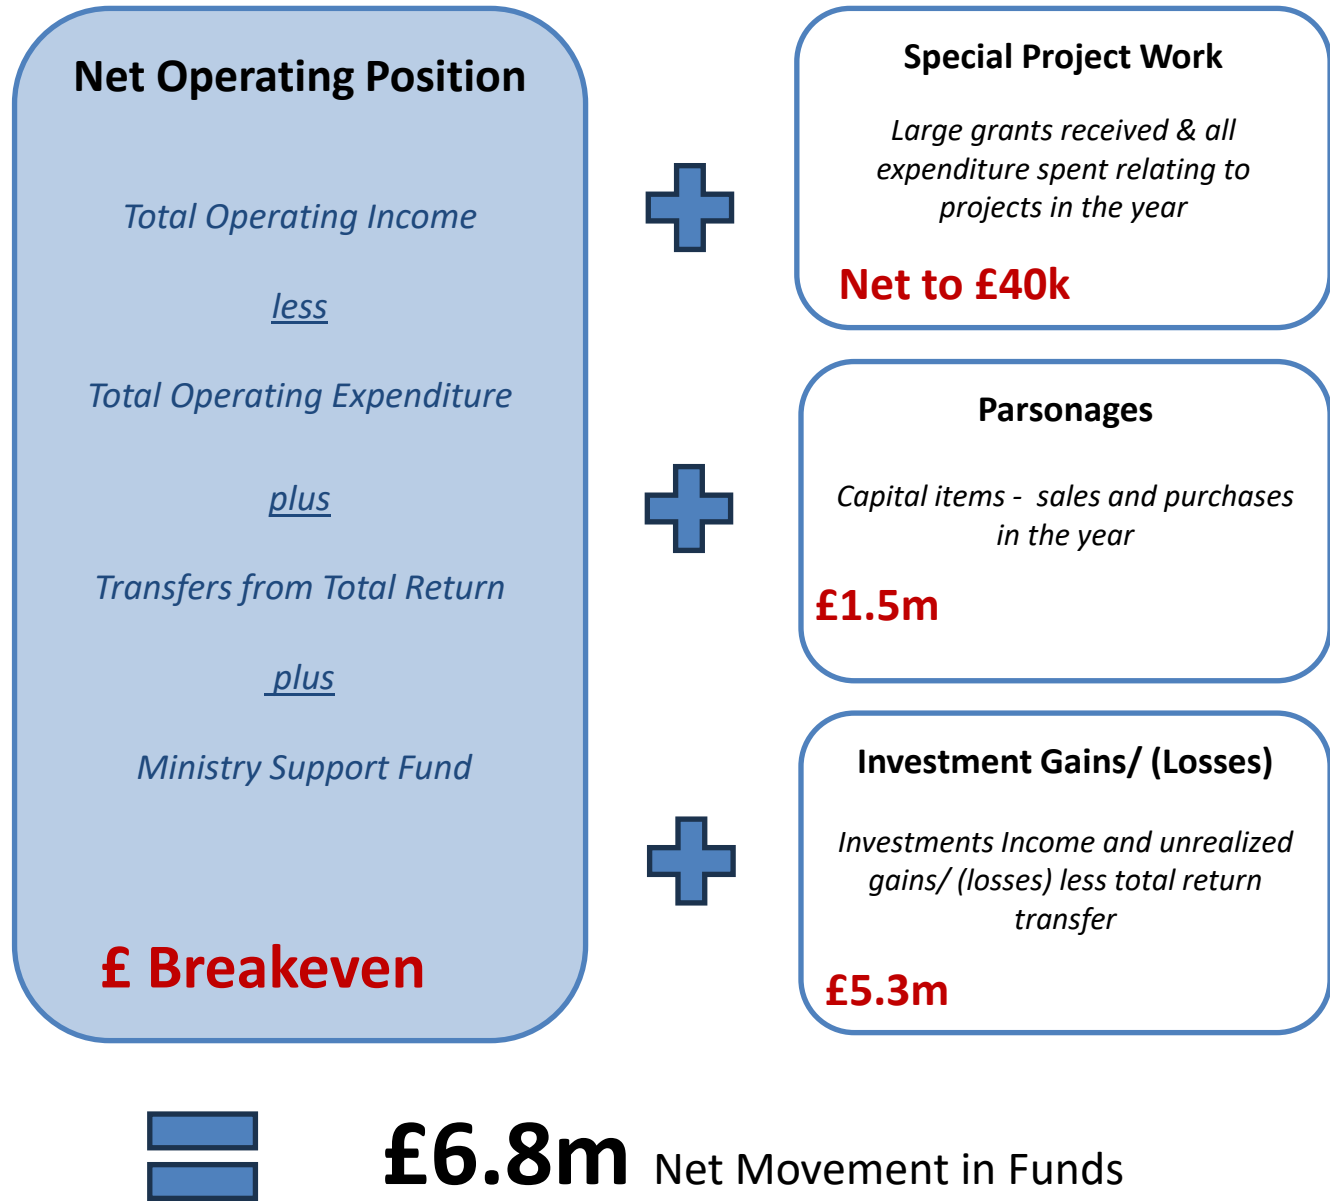 Net Operating Position
Total Operating Income
less
Total Operating Expenditure
plus
Transfers from Total Return
plus
Ministry Support Fund
£ Breakeven
Special Project Work
Large grants received & all
expenditure spent relating to
projects in the year
Net to £40k
Parsonages
Capital items -  sales and purchases
in the year
£1.5m
Investment Gains/ (Losses)
Investments Income and unrealized
gains/ (losses) less total return
transfer
£5.3m
£6.8m Net Movement in Funds